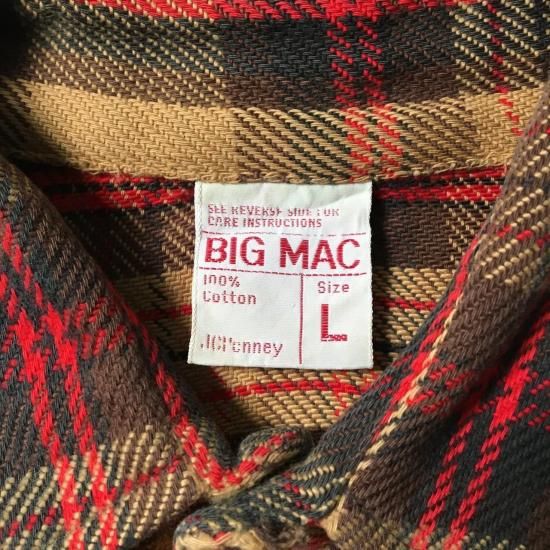 SEE REVERSE SIDE FOR
CARE INSTRUCTIONS
BIG MAC
100%
Cotton
Size
L
JCPenney